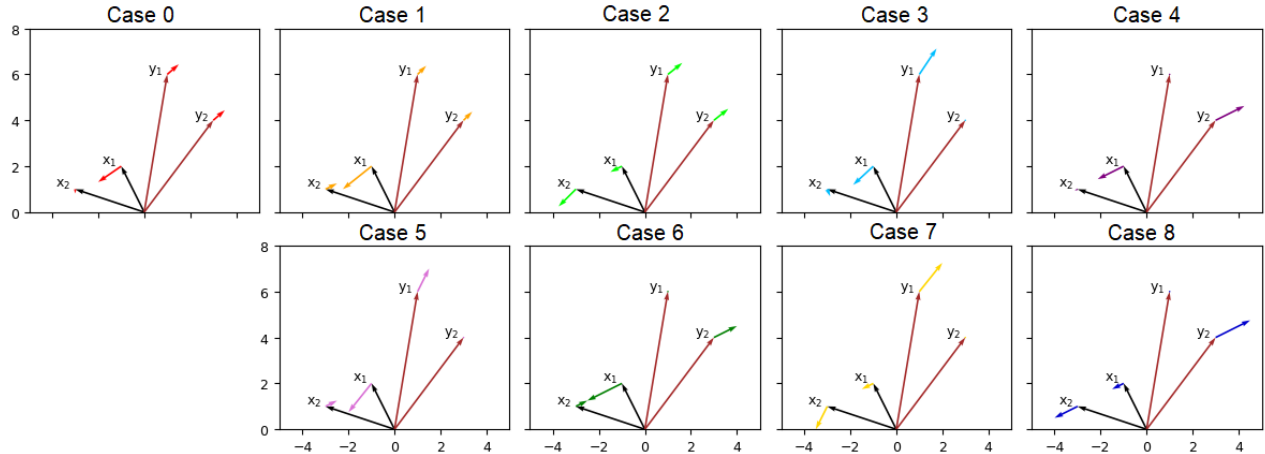 Case 0 Case 1 Case 2 Case 3 Case 4
8
6
4
2
0
y₁ y₁ y₁ y₁ y₁
y₂ y₂ y₂ y₂ y₂
x₁ x₁ x₁ x₁ x₁
x₂ x₂ x₂ x₂ x₂
Case 5 Case 6 Case 7 Case 8
8
6
4
2
0
y₁ y₁ y₁ y₁
y₂ y₂ y₂ y₂
x₁ x₁ x₁ x₁
x₂ x₂ x₂ x₂
−4 −2 0 2 4 −4 −2 0 2 4 −4 −2 0 2 4 −4 −2 0 2 4